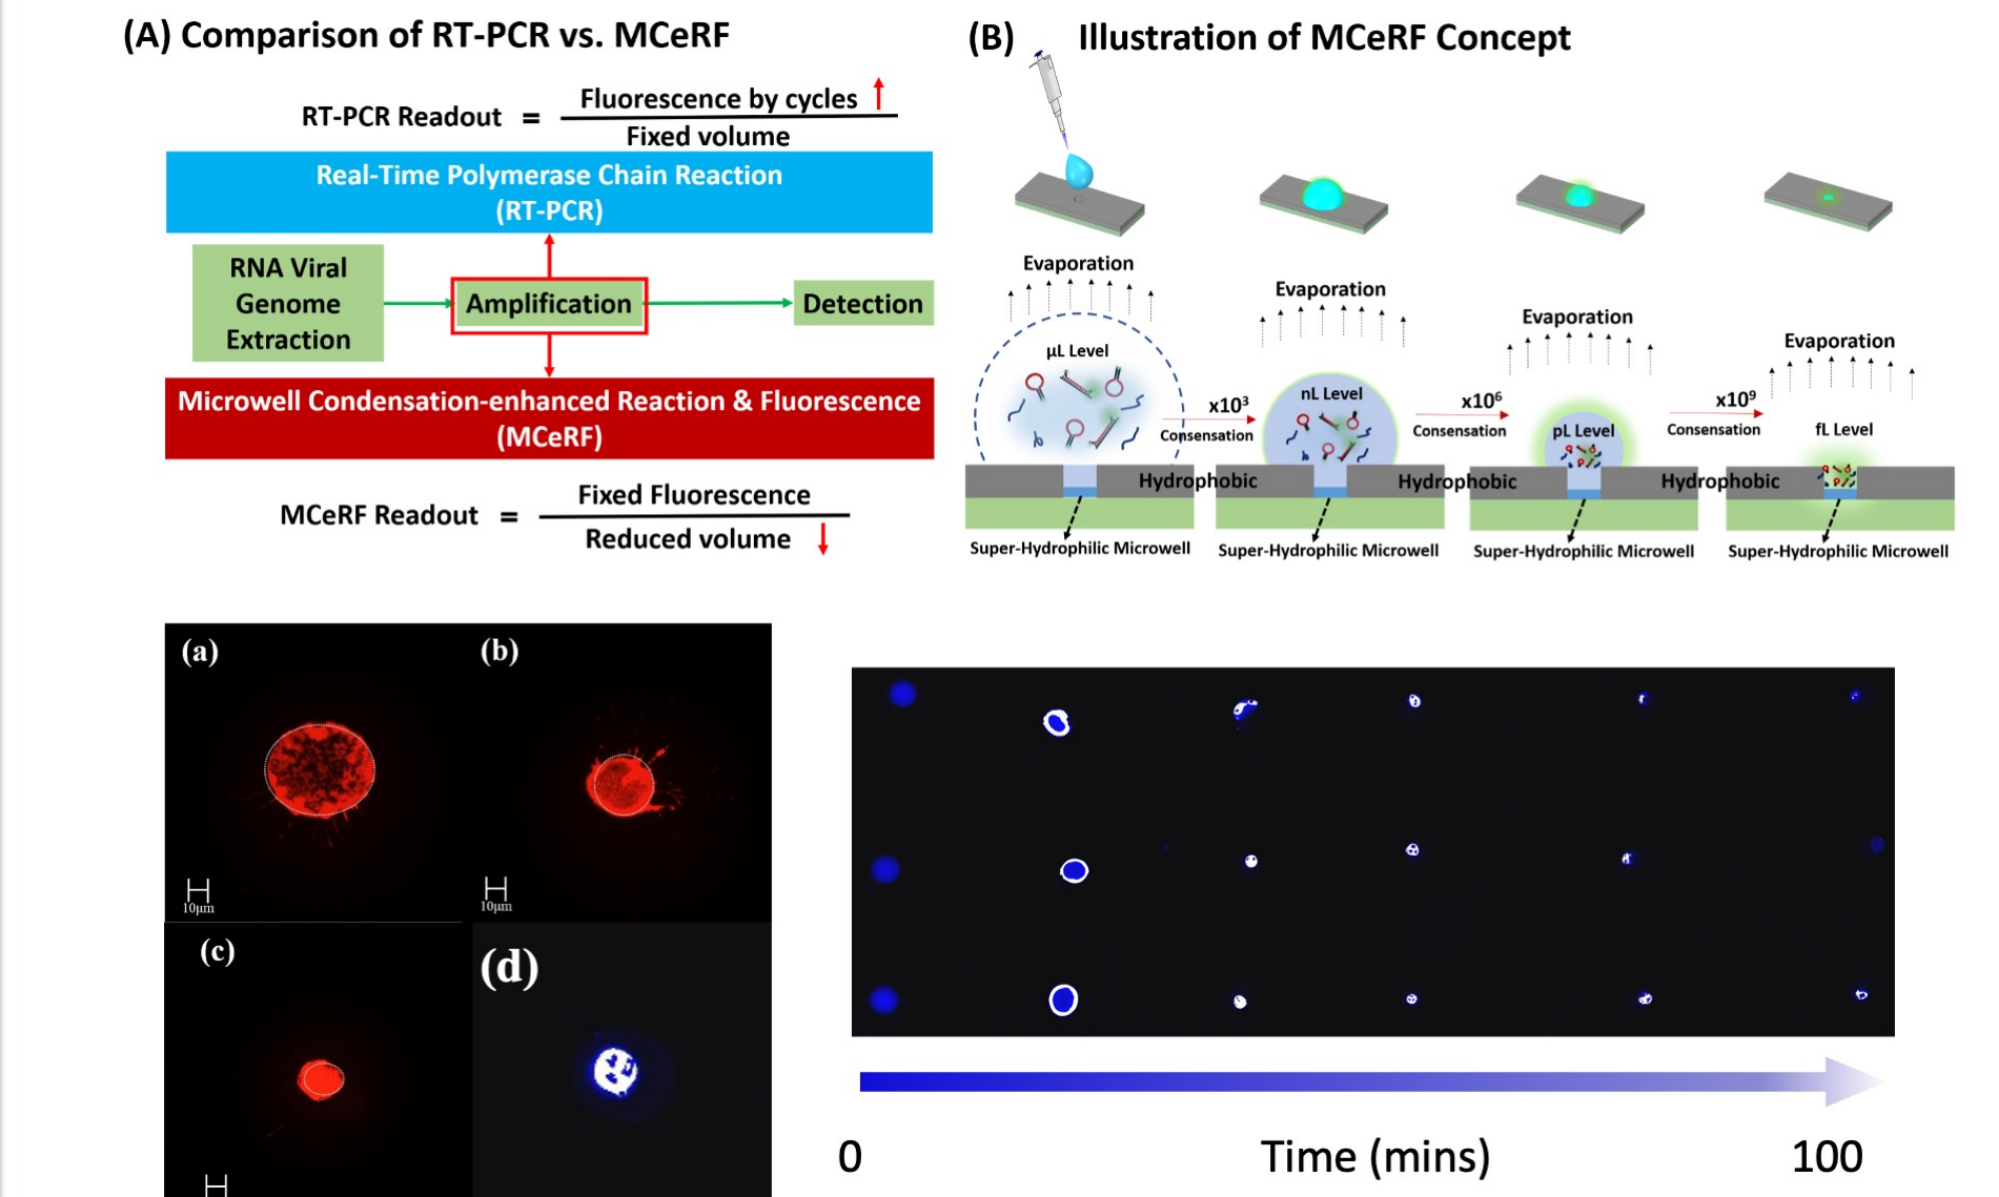 (A) Comparison of RT-PCR vs. MCeRF
RT-PCR Readout =
Fluorescence by cycles
Fixed volume
Real-Time Polymerase Chain Reaction
(RT-PCR)
RNA Viral
Genome
Extraction
Amplification
Detection
Microwell Condensation-enhanced Reaction & Fluorescence
(MCeRF)
MCeRF Readout =
Fixed Fluorescence
Reduced volume
(B) Illustration of MCeRF Concept
Evaporation
Evaporation
Evaporation
Evaporation
µL Level
x10³
Consensation
nL Level
x10⁶
Consensation
pL Level
x10⁹
Consensation
fL Level
Hydrophobic
Hydrophobic
Hydrophobic
Super-Hydrophilic Microwell
Super-Hydrophilic Microwell
Super-Hydrophilic Microwell
Super-Hydrophilic Microwell
(a)
10µm
(b)
10µm
(c)
(d)
0 Time (mins) 100